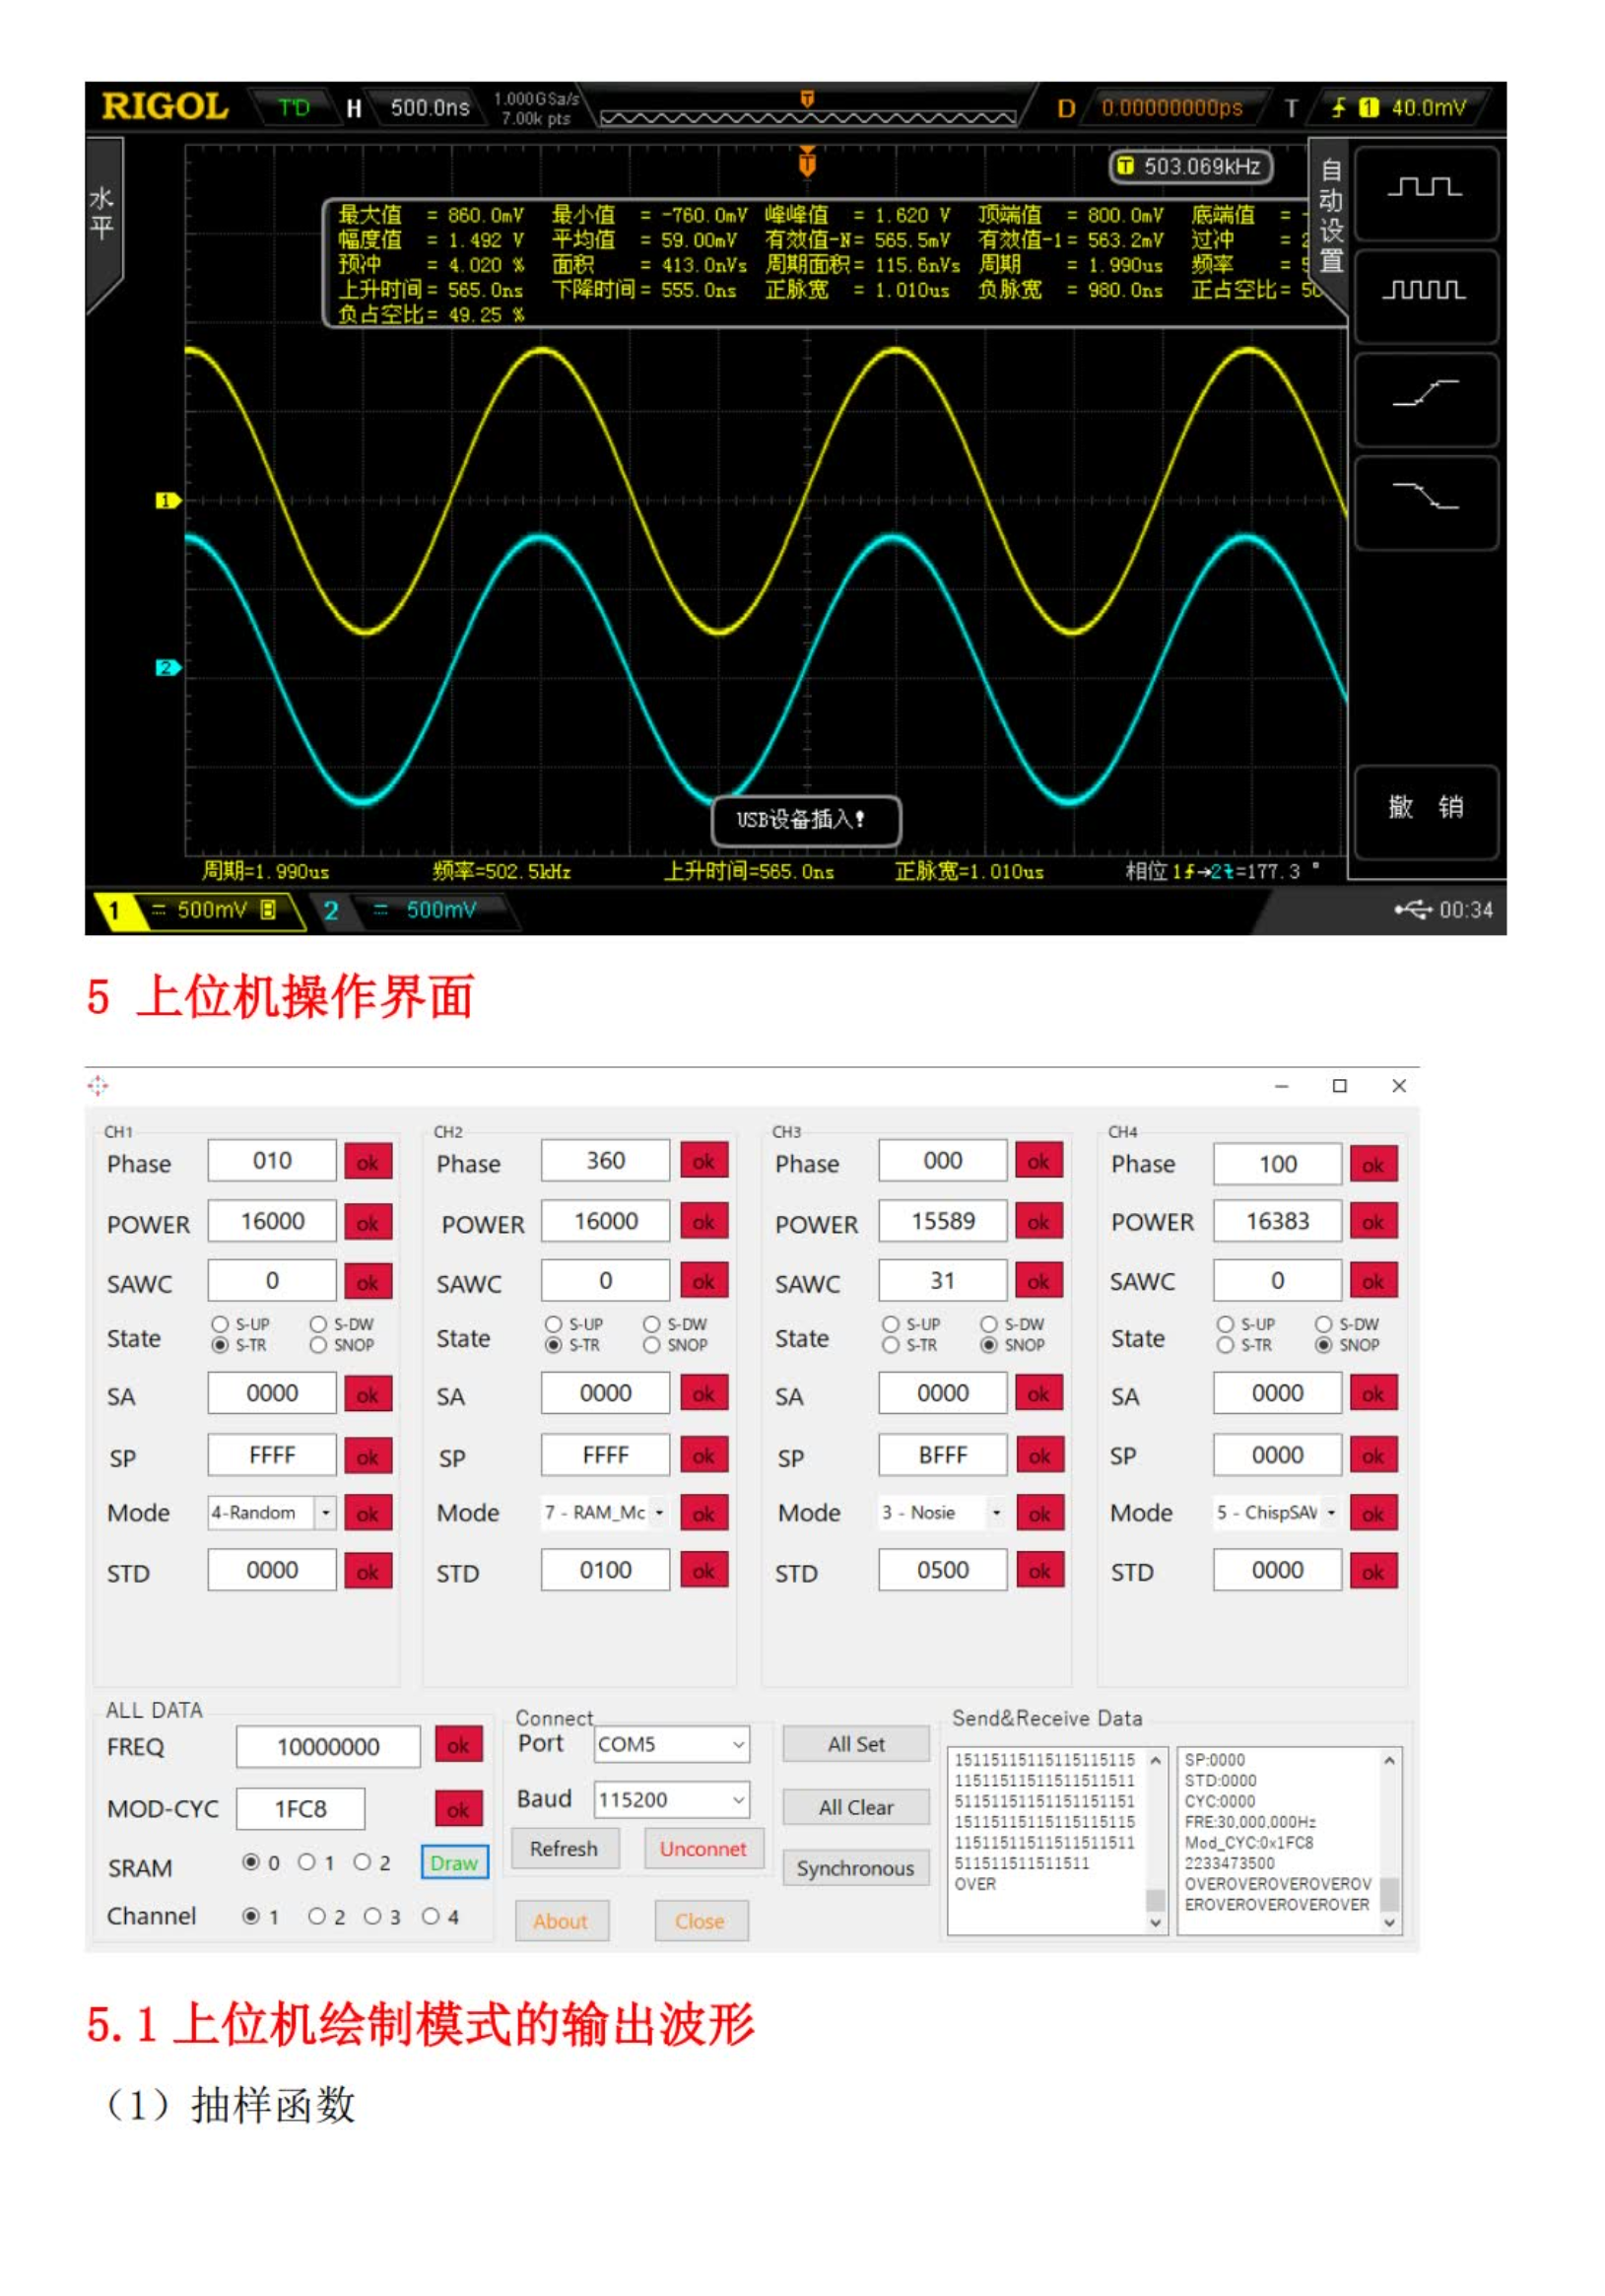 RIGOL T'D H 500.0ns 1.000GSa/s 7.00k pts D 0.00000000ps T 1 40.0mV
水平
T 503.069kHz
自动设置
最大值 = 860.0mV 最小值 = -760.0mV 峰峰值 = 1.620 V 顶端值 = 800.0mV 底端值 = -
幅度值 = 1.492 V 平均值 = 59.00mV 有效值-N= 565.5mV 有效值-1= 563.2mV 过冲 = 2
预冲 = 4.020 % 面积 = 413.0nVs 周期面积= 115.6nVs 周期 = 1.990us 频率 = 5
上升时间= 565.0ns 下降时间= 555.0ns 正脉宽 = 1.010us 负脉宽 = 980.0ns 正占空比= 50
负占空比= 49.25 %
1
2
USB设备插入!
撤 销
周期=1.990us 频率=502.5kHz 上升时间=565.0ns 正脉宽=1.010us 相位1→2=177.3 °
1 = 500mV B 2 = 500mV 00:34
5 上位机操作界面
CH1 CH2 CH3 CH4
Phase 010 ok Phase 360 ok Phase 000 ok Phase 100 ok
POWER 16000 ok POWER 16000 ok POWER 15589 ok POWER 16383 ok
SAWC 0 ok SAWC 0 ok SAWC 31 ok SAWC 0 ok
S-UP S-DW S-UP S-DW S-UP S-DW S-UP S-DW
State S-TR SNOP State S-TR SNOP State S-TR SNOP State S-TR SNOP
SA 0000 ok SA 0000 ok SA 0000 ok SA 0000 ok
SP FFFF ok SP FFFF ok SP BFFF ok SP 0000 ok
Mode 4-Random ok Mode 7 - RAM_Mc ok Mode 3 - Nosie ok Mode 5 - ChispSAV ok
STD 0000 ok STD 0100 ok STD 0500 ok STD 0000 ok
ALL DATA
FREQ 10000000 ok
MOD-CYC 1FC8 ok
SRAM 0 1 2 Draw
Channel 1 2 3 4
Connect
Port COM5
Baud 115200
Refresh Unconnet
About Close
All Set
All Clear
Synchronous
Send&Receive Data
15115115115115115115
11511511511511511511
51151151151151151151
15115115115115115115
11511511511511511511
511511511511511
OVER
SP:0000
STD:0000
CYC:0000
FRE:30,000,000Hz
Mod_CYC:0x1FC8
2233473500
OVEROVEROVEROVEROV
EROVEROVEROVEROVER
5.1上位机绘制模式的输出波形
（1）抽样函数